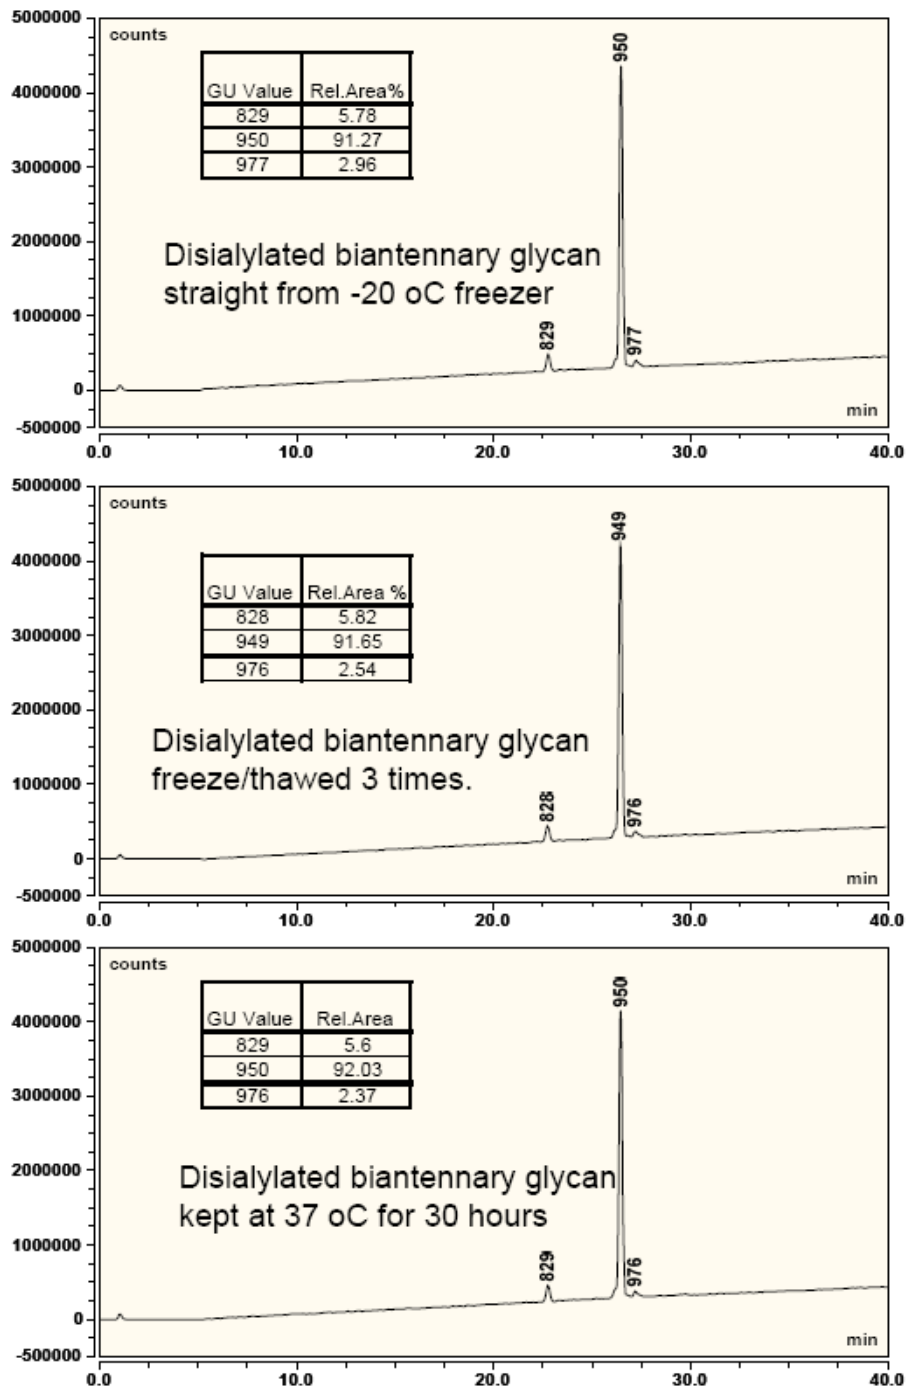 5000000
counts
950
GU Value Rel.Area%
829 5.78
950 91.27
977 2.96
4000000
3000000
2000000
Disialylated biantennary glycan
straight from -20 oC freezer
1000000
829
977
0
min
-500000
0.0 10.0 20.0 30.0 40.0
5000000
counts
949
4000000
GU Value Rel.Area %
828 5.82
949 91.65
976 2.54
3000000
2000000
Disialylated biantennary glycan
freeze/thawed 3 times.
1000000
828
976
0
min
-500000
0.0 10.0 20.0 30.0 40.0
5000000
counts
950
4000000
GU Value Rel.Area
829 5.6
950 92.03
976 2.37
3000000
2000000
Disialylated biantennary glycan
kept at 37 oC for 30 hours
1000000
829
976
0
min
-500000
0.0 10.0 20.0 30.0 40.0